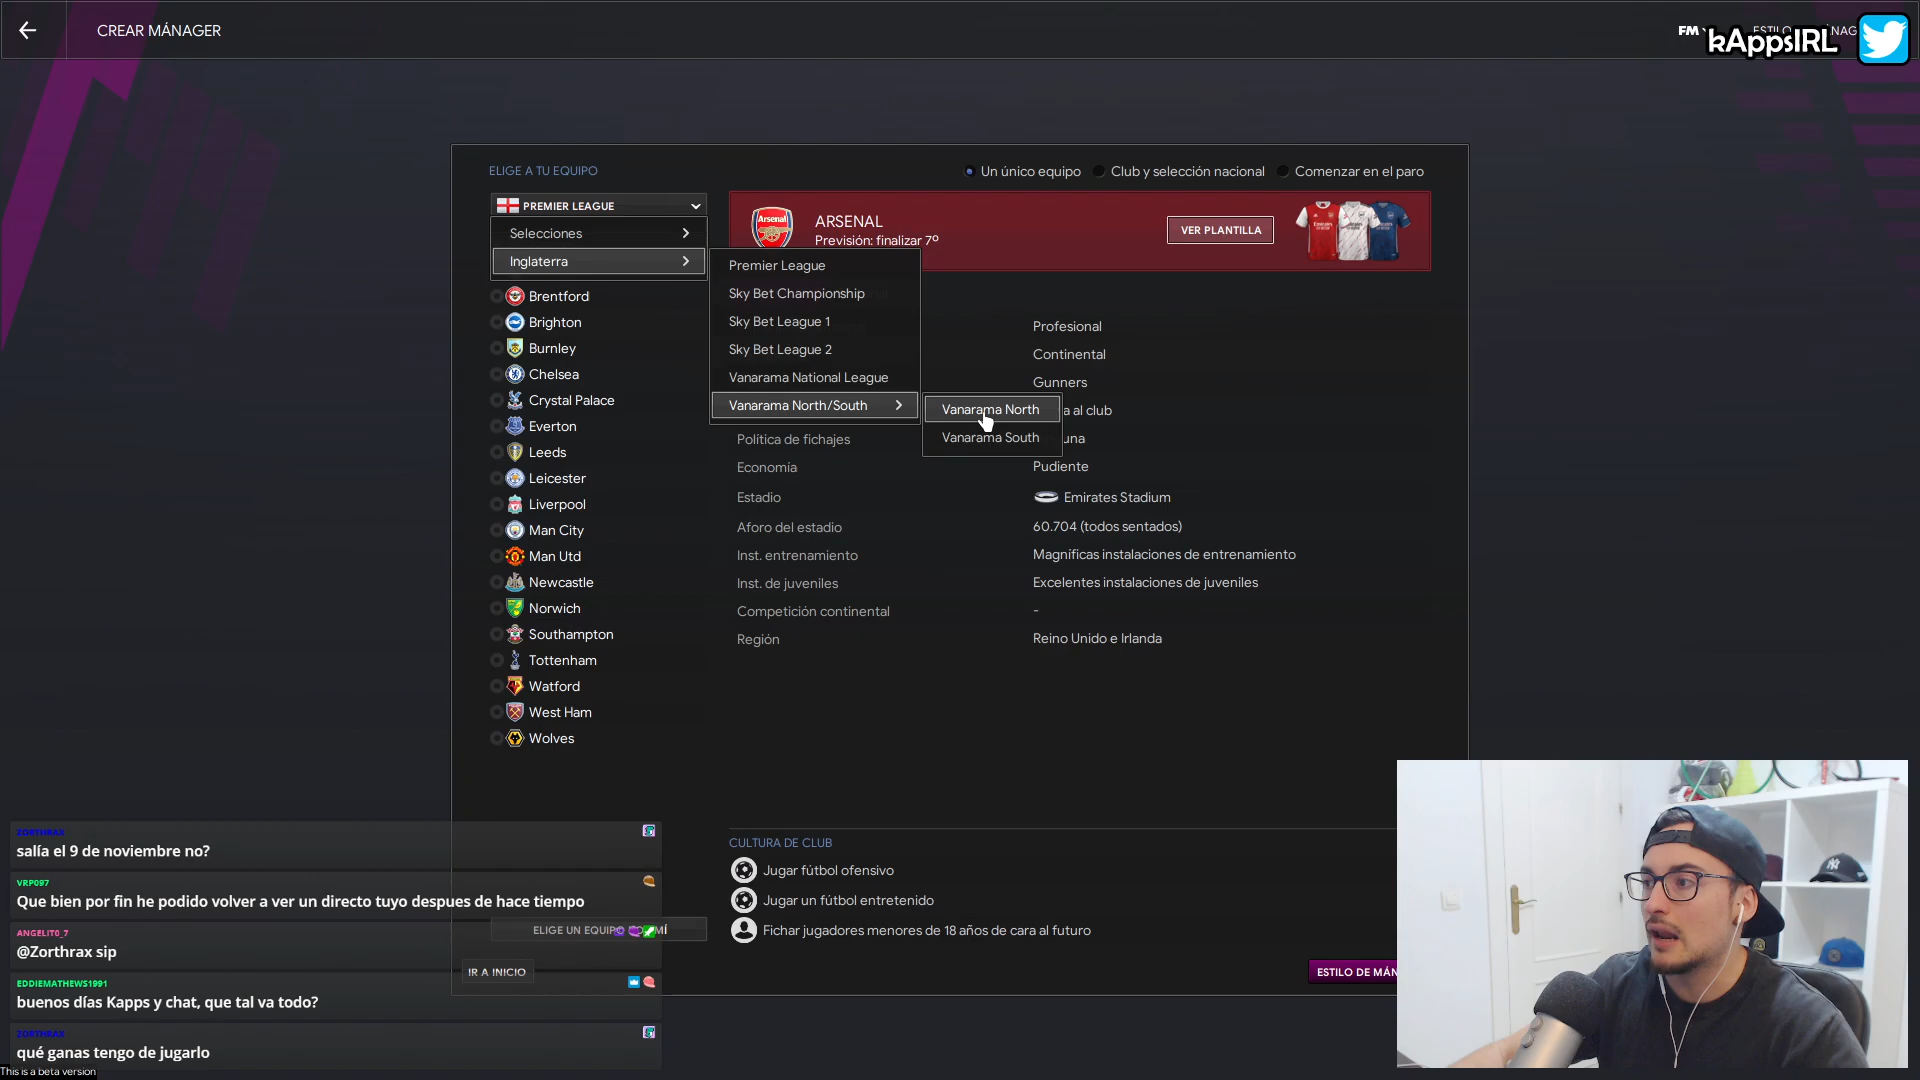 CREAR MÁNAGER
FM
ESTILO
kAppsIRL
ELIGE A TU EQUIPO
Un único equipo
Club y selección nacional
Comenzar en el paro
PREMIER LEAGUE
Selecciones
Inglaterra
Brentford
Brighton
Burnley
Chelsea
Crystal Palace
Everton
Leeds
Leicester
Liverpool
Man City
Man Utd
Newcastle
Norwich
Southampton
Tottenham
Watford
West Ham
Wolves
Premier League
Sky Bet Championship
Sky Bet League 1
Sky Bet League 2
Vanarama National League
Vanarama North/South
Vanarama North
Vanarama South
Arsenal
ARSENAL
Previsión: finalizar 7º
VER PLANTILLA
Profesional
Continental
Gunners
a al club
Política de fichajes
una
Economía
Pudiente
Estadio
Emirates Stadium
Aforo del estadio
60.704 (todos sentados)
Inst. entrenamiento
Magníficas instalaciones de entrenamiento
Inst. de juveniles
Excelentes instalaciones de juveniles
Competición continental
-
Región
Reino Unido e Irlanda
CULTURA DE CLUB
Jugar fútbol ofensivo
Jugar un fútbol entretenido
Fichar jugadores menores de 18 años de cara al futuro
ELIGE UN EQUIPO
MÍ
IR A INICIO
ESTILO DE MÁN
ZORTHRAX
salía el 9 de noviembre no?
VRP097
Que bien por fin he podido volver a ver un directo tuyo despues de hace tiempo
ANGELIT0_7
@Zorthrax sip
EDDIEMATHEWS1991
buenos días Kapps y chat, que tal va todo?
ZORTHRAX
qué ganas tengo de jugarlo
This is a beta version